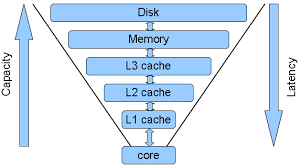 Disk
Memory
L3 cache
L2 cache
L1 cache
core
Capacity
Latency